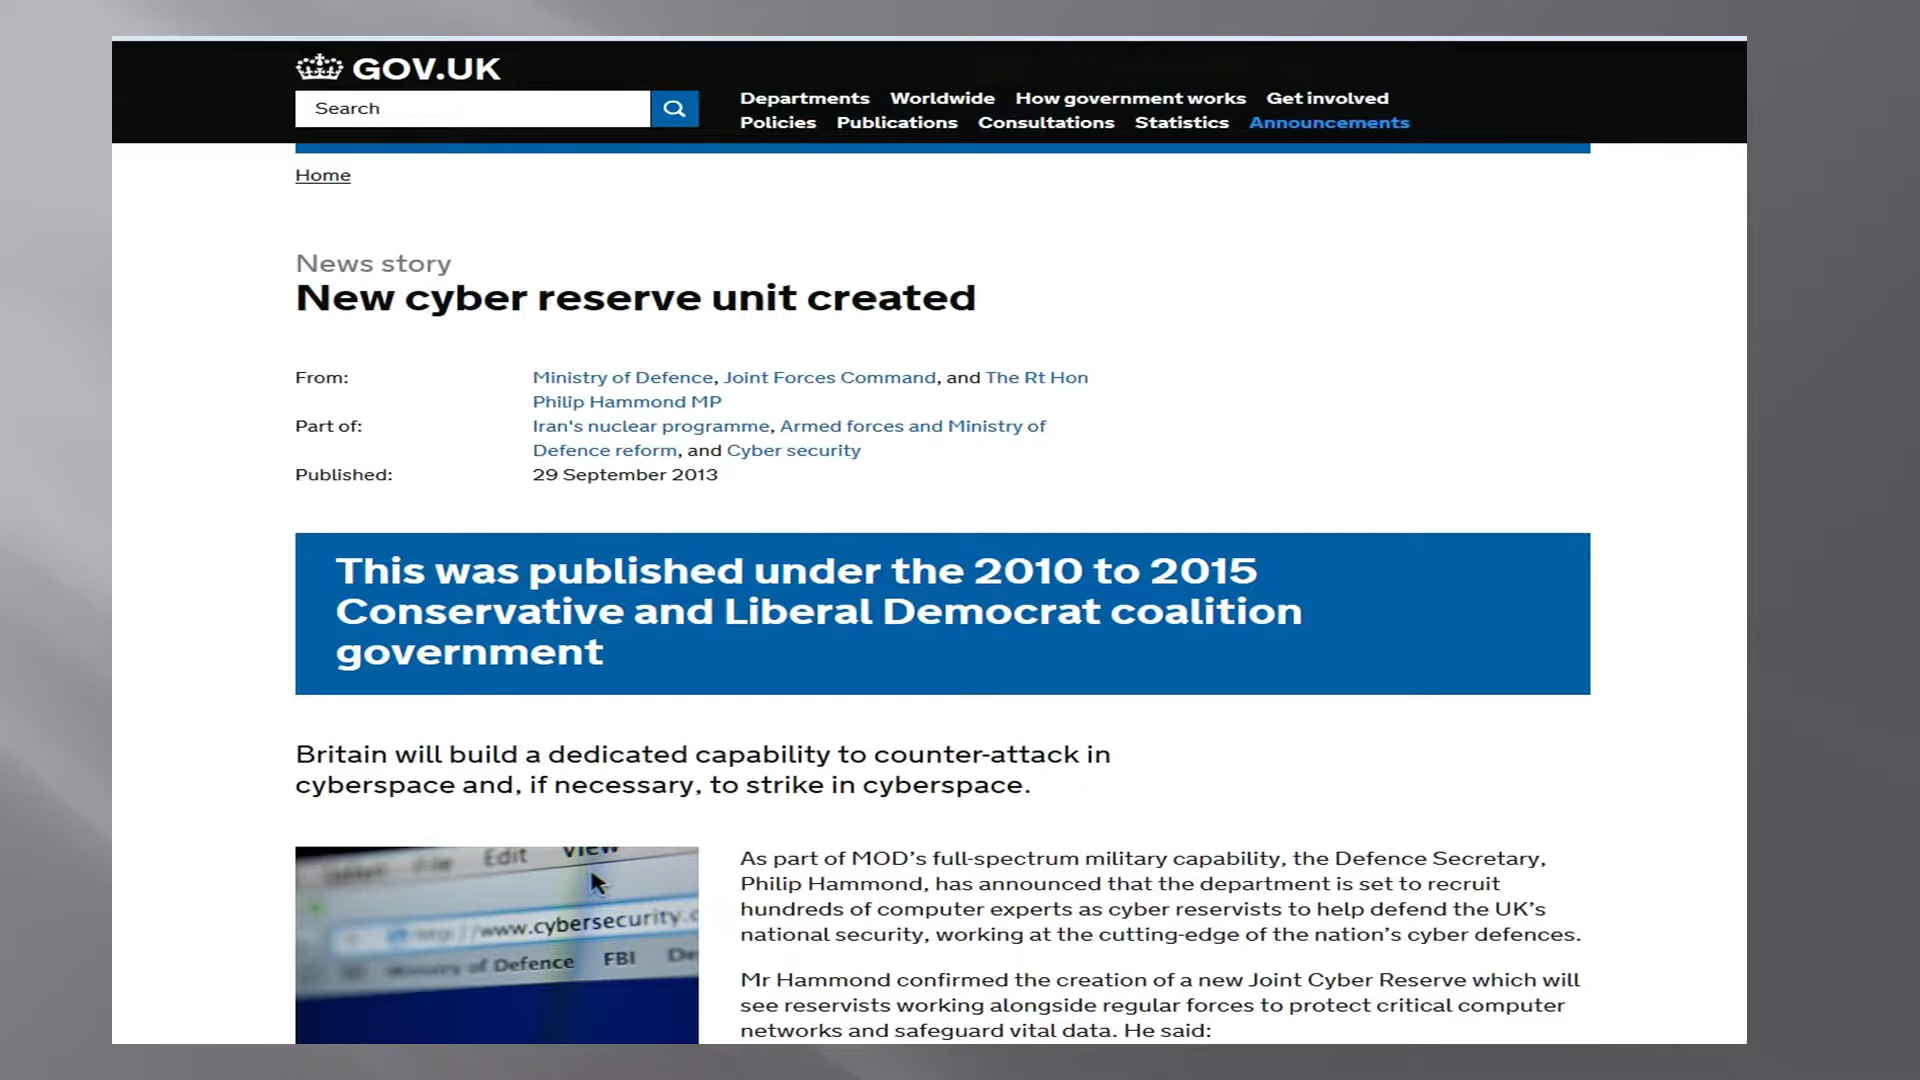 GOV.UK
Search
Departments Worldwide How government works Get involved
Policies Publications Consultations Statistics Announcements
Home
News story
New cyber reserve unit created
From: Ministry of Defence, Joint Forces Command, and The Rt Hon
Philip Hammond MP
Part of: Iran's nuclear programme, Armed forces and Ministry of
Defence reform, and Cyber security
Published: 29 September 2013
This was published under the 2010 to 2015
Conservative and Liberal Democrat coalition
government
Britain will build a dedicated capability to counter-attack in
cyberspace and, if necessary, to strike in cyberspace.
File Edit View
http://www.cybersecurity.
Ministry of Defence FBI
As part of MOD’s full-spectrum military capability, the Defence Secretary,
Philip Hammond, has announced that the department is set to recruit
hundreds of computer experts as cyber reservists to help defend the UK’s
national security, working at the cutting-edge of the nation’s cyber defences.
Mr Hammond confirmed the creation of a new Joint Cyber Reserve which will
see reservists working alongside regular forces to protect critical computer
networks and safeguard vital data. He said: